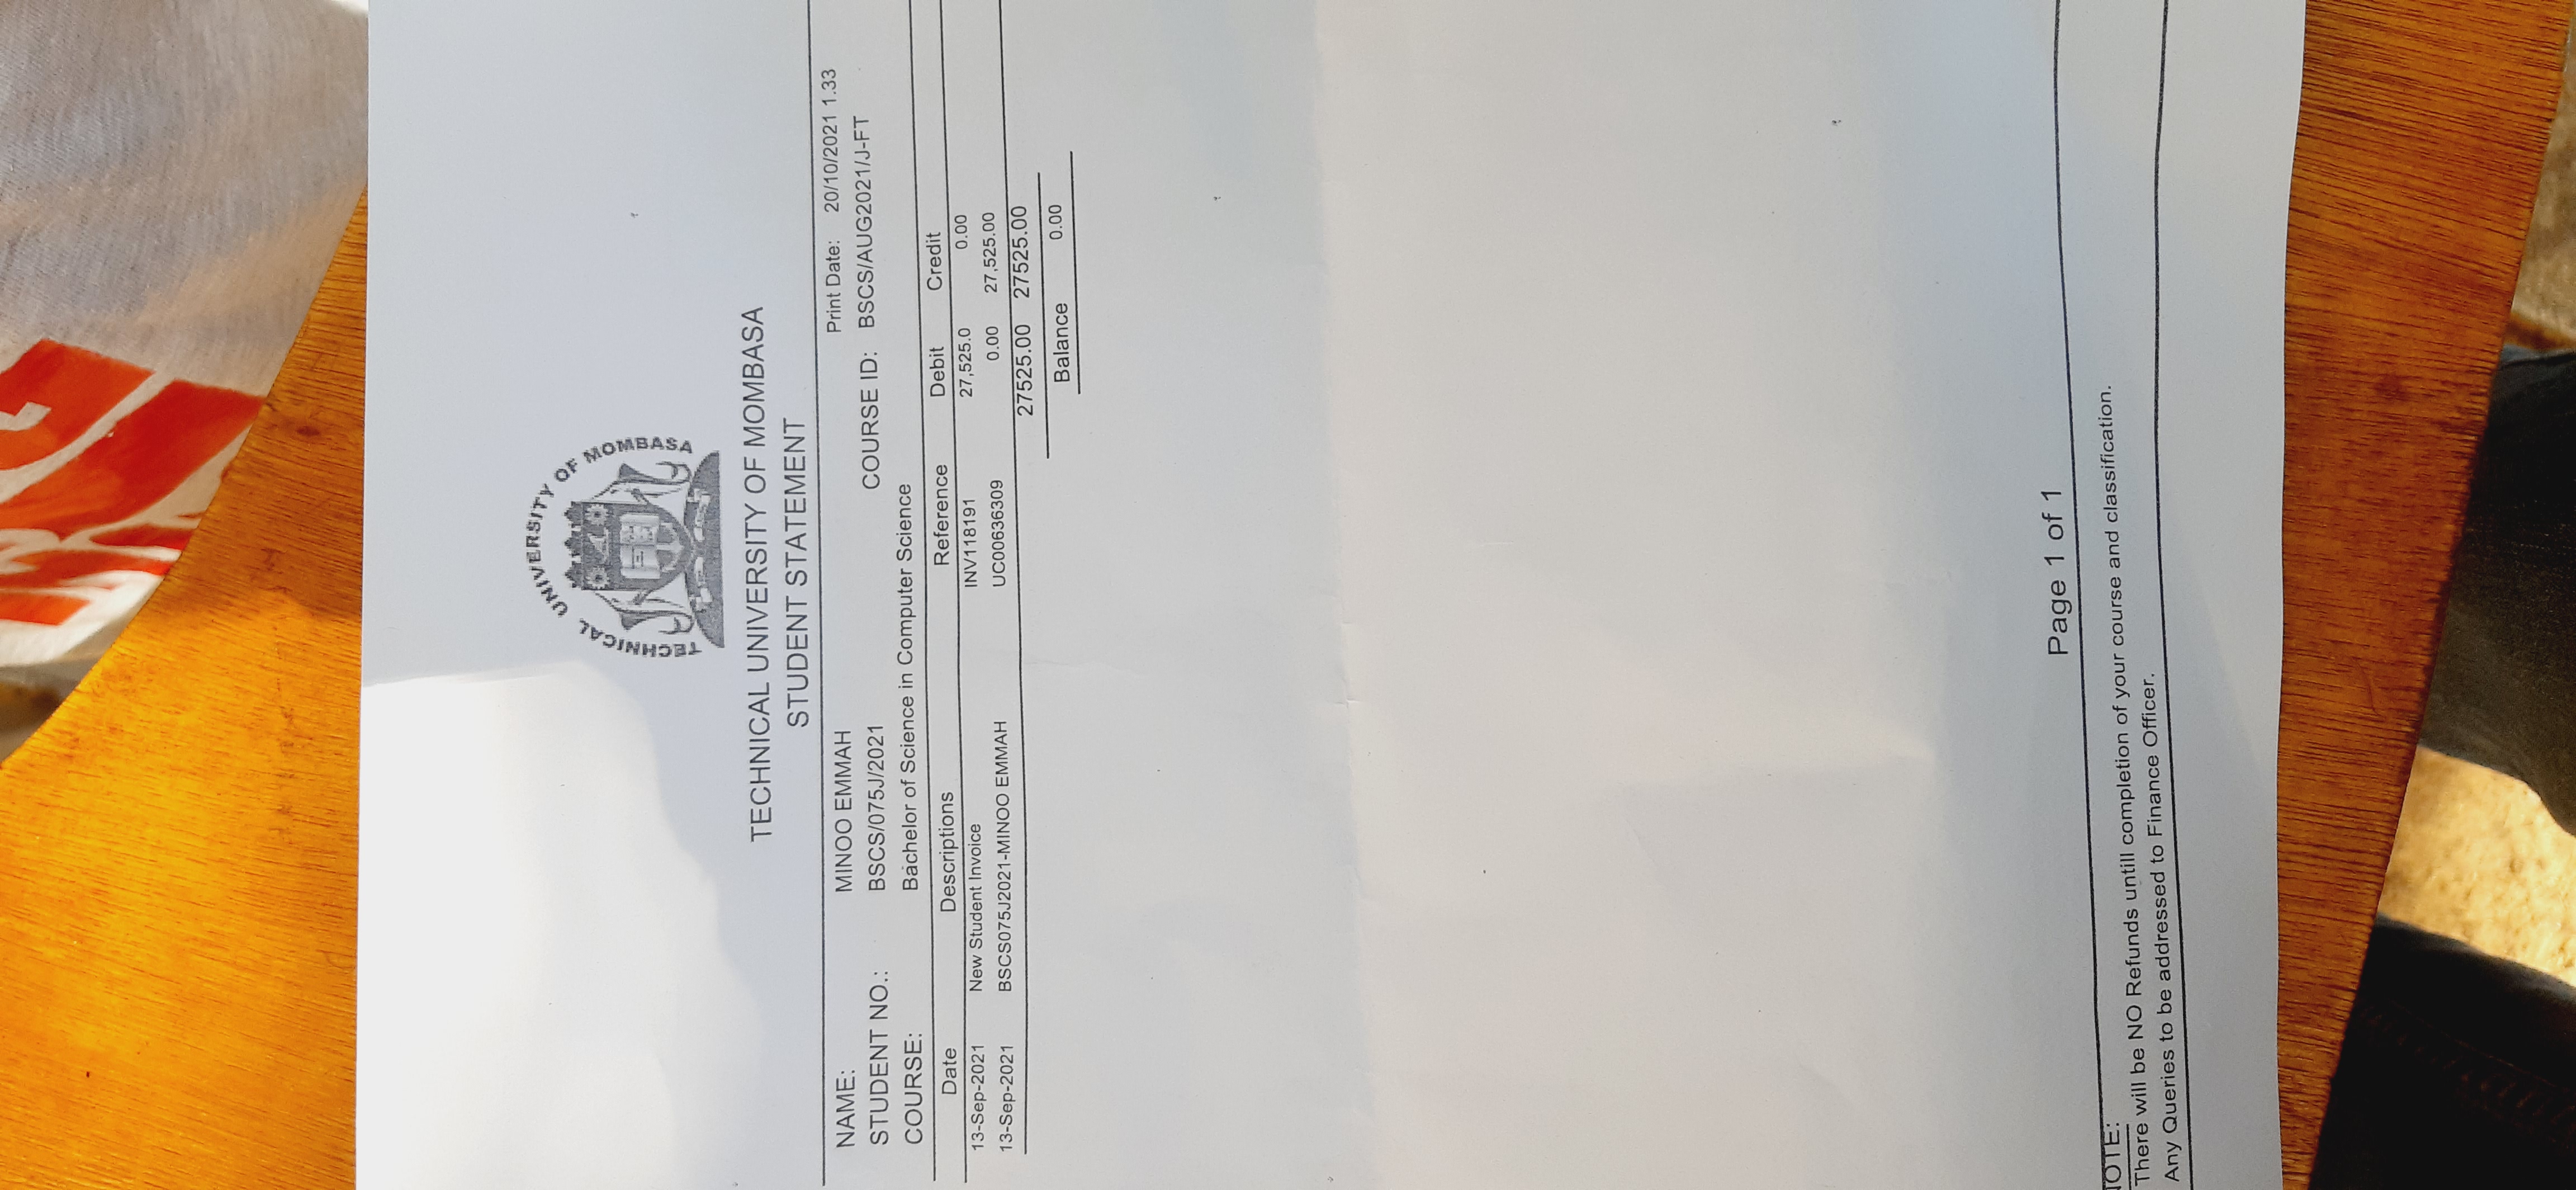 TECHNICAL UNIVERSITY OF MOMBASA
TECHNICAL UNIVERSITY OF MOMBASA
STUDENT STATEMENT
Print Date: 20/10/2021 1.33
NAME: MINOO EMMAH
STUDENT NO.: BSCS/075J/2021 COURSE ID: BSCS/AUG2021/J-FT
COURSE: Bachelor of Science in Computer Science
Date Descriptions Reference Debit Credit
13-Sep-2021 New Student Invoice INV118191 27,525.0 0.00
13-Sep-2021 BSCS075J2021-MINOO EMMAH UC00636309 0.00 27,525.00
27525.00 27525.00
Balance 0.00
Page 1 of 1
NOTE:
There will be NO Refunds untill completion of your course and classification.
Any Queries to be addressed to Finance Officer.